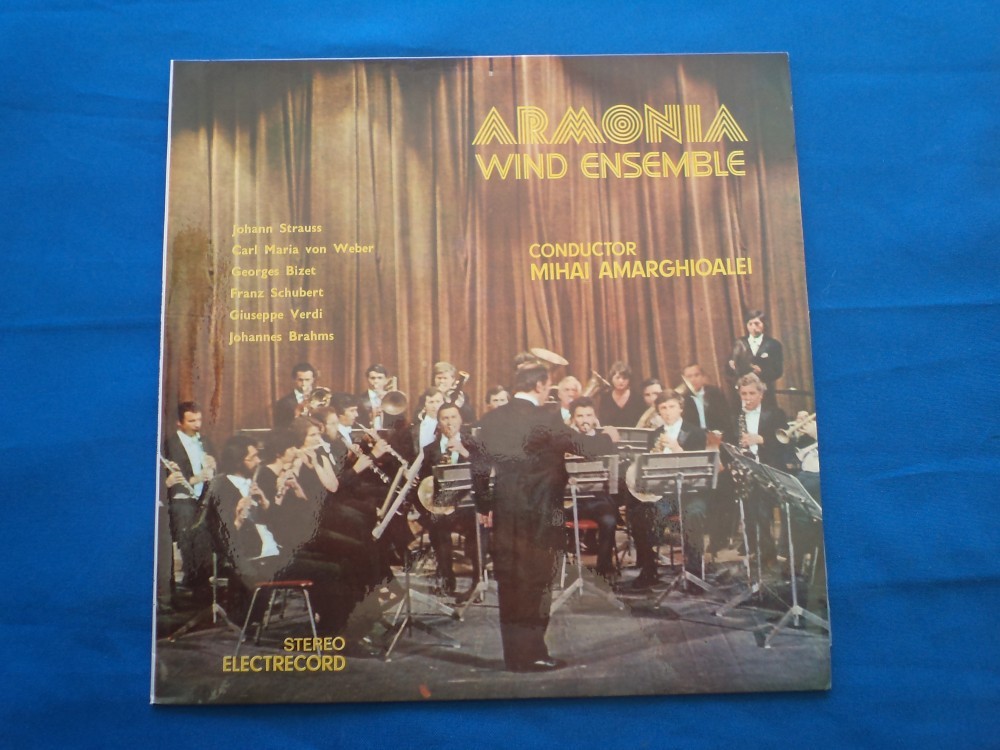 ARMONIA
WIND ENSEMBLE
Johann Strauss
Carl Maria von Weber
Georges Bizet
Franz Schubert
Giuseppe Verdi
Johannes Brahms
CONDUCTOR
MIHAI AMARGHIOALEI
STEREO
ELECTRECORD